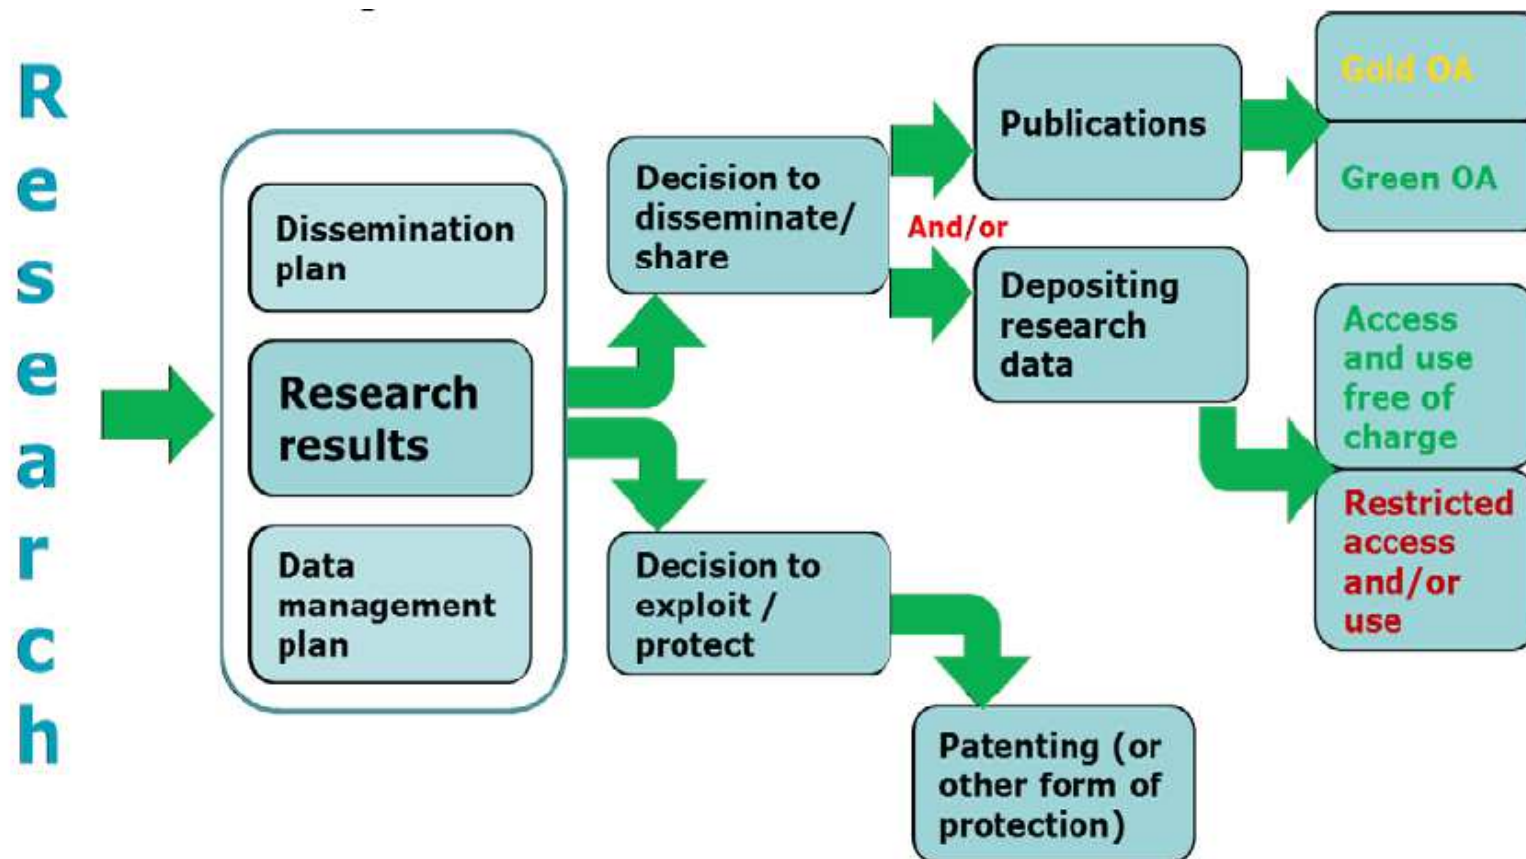 Research
Dissemination
plan
Research
results
Data
management
plan
Decision to
disseminate/
share
And/or
Decision to
exploit /
protect
Publications
Depositing
research
data
Patenting (or
other form of
protection)
Gold OA
Green OA
Access
and use
free of
charge
Restricted
access
and/or
use